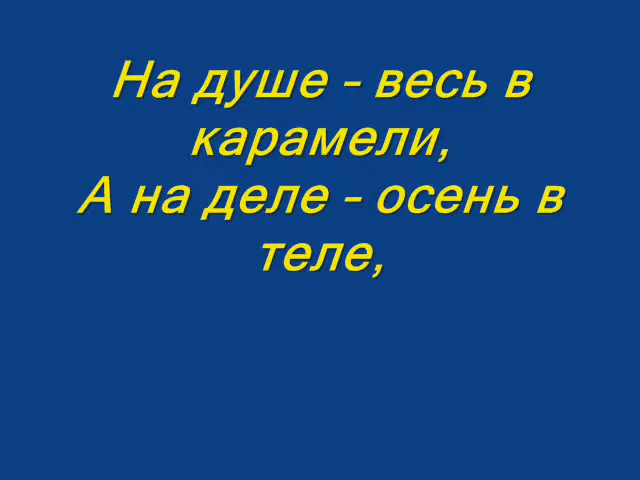 На душе - весь в
карамели,
А на деле - осень в
теле,